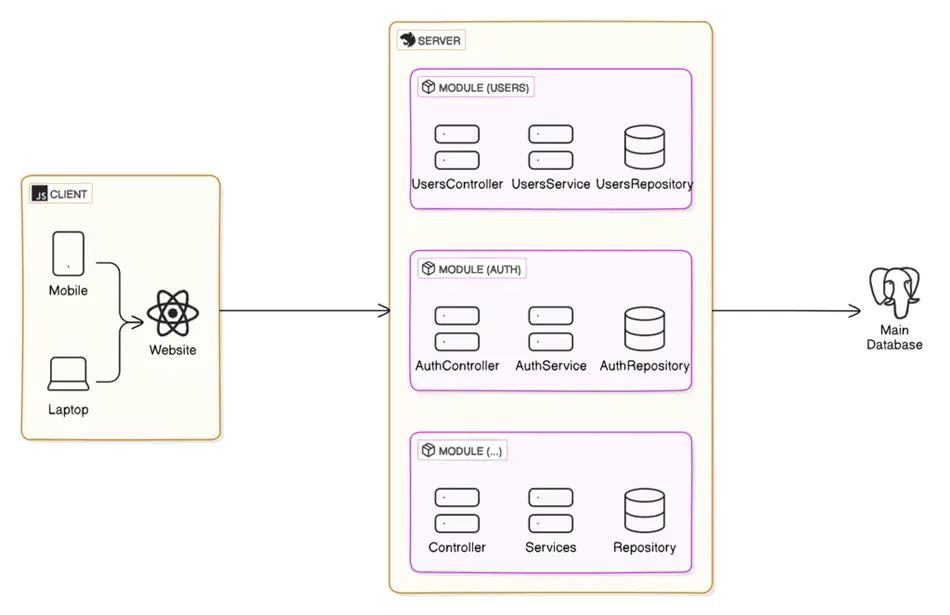 JS CLIENT
Mobile
Website
Laptop
SERVER
MODULE (USERS)
UsersController UsersService UsersRepository
MODULE (AUTH)
AuthController AuthService AuthRepository
MODULE (...)
Controller Services Repository
Main
Database